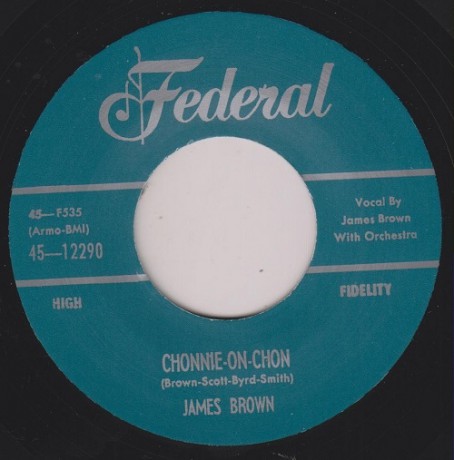 Federal
45—F535
(Armo-BMI)
45—12290
Vocal By
James Brown
With Orchestra
HIGH
FIDELITY
CHONNIE-ON-CHON
(Brown-Scott-Byrd-Smith)
JAMES BROWN